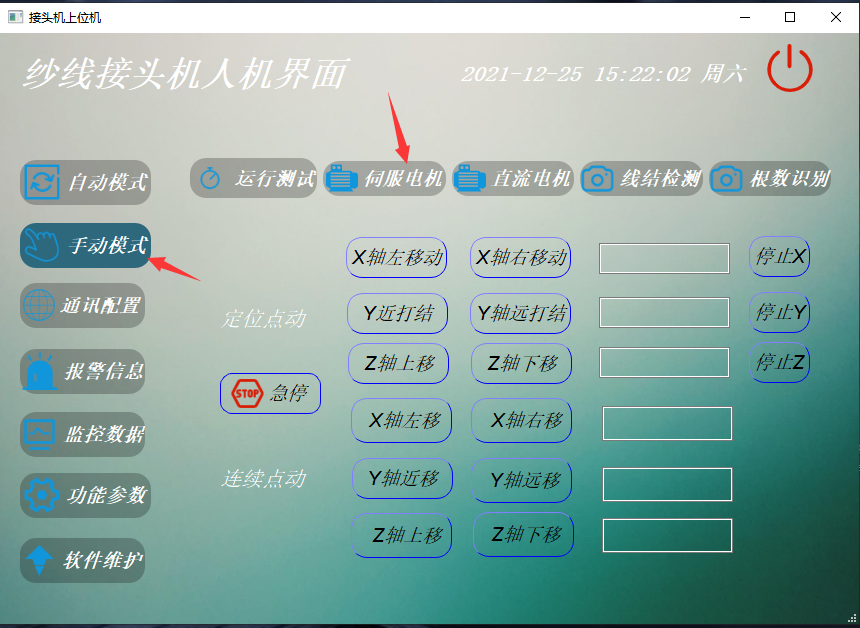 接头机上位机
纱线接头机人机界面
2021-12-25 15:22:02 周六
自动模式
运行测试
伺服电机
直流电机
线结检测
根数识别
手动模式
通讯配置
报警信息
监控数据
功能参数
软件维护
X轴左移动
X轴右移动
停止X
定位点动
Y近打结
Y轴远打结
停止Y
Z轴上移
Z轴下移
停止Z
STOP 急停
X轴左移
X轴右移
连续点动
Y轴近移
Y轴远移
Z轴上移
Z轴下移